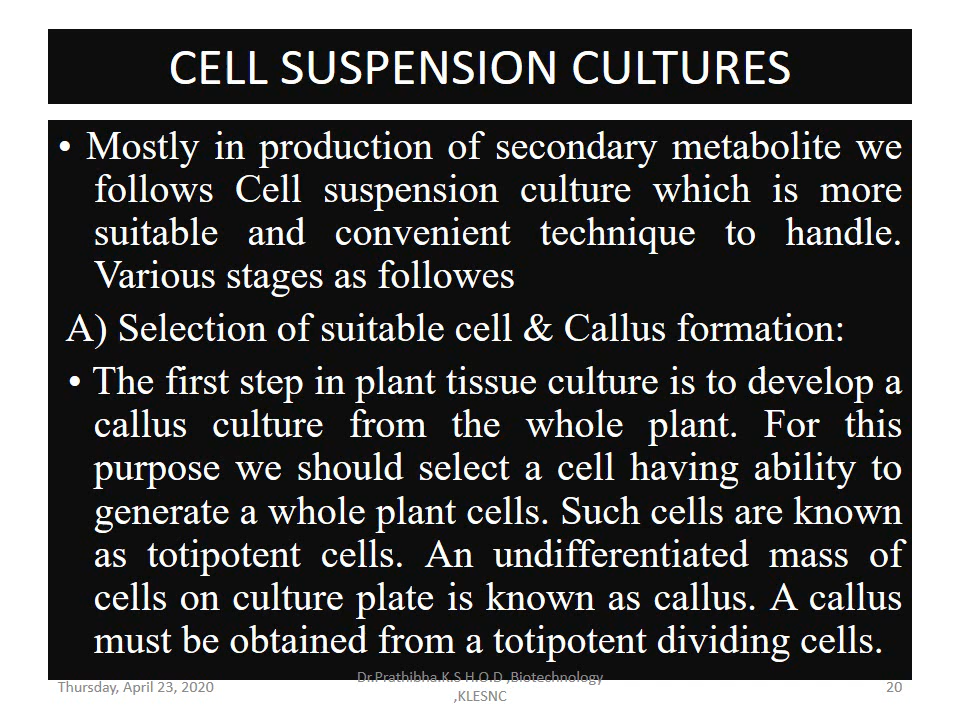 CELL SUSPENSION CULTURES
• Mostly in production of secondary metabolite we
follows Cell suspension culture which is more
suitable and convenient technique to handle.
Various stages as followes
A) Selection of suitable cell & Callus formation:
• The first step in plant tissue culture is to develop a
callus culture from the whole plant. For this
purpose we should select a cell having ability to
generate a whole plant cells. Such cells are known
as totipotent cells. An undifferentiated mass of
cells on culture plate is known as callus. A callus
must be obtained from a totipotent dividing cells.
Thursday, April 23, 2020
Dr.Prathibha.K.S H.O.D ,Biotechnology
,KLESNC
20